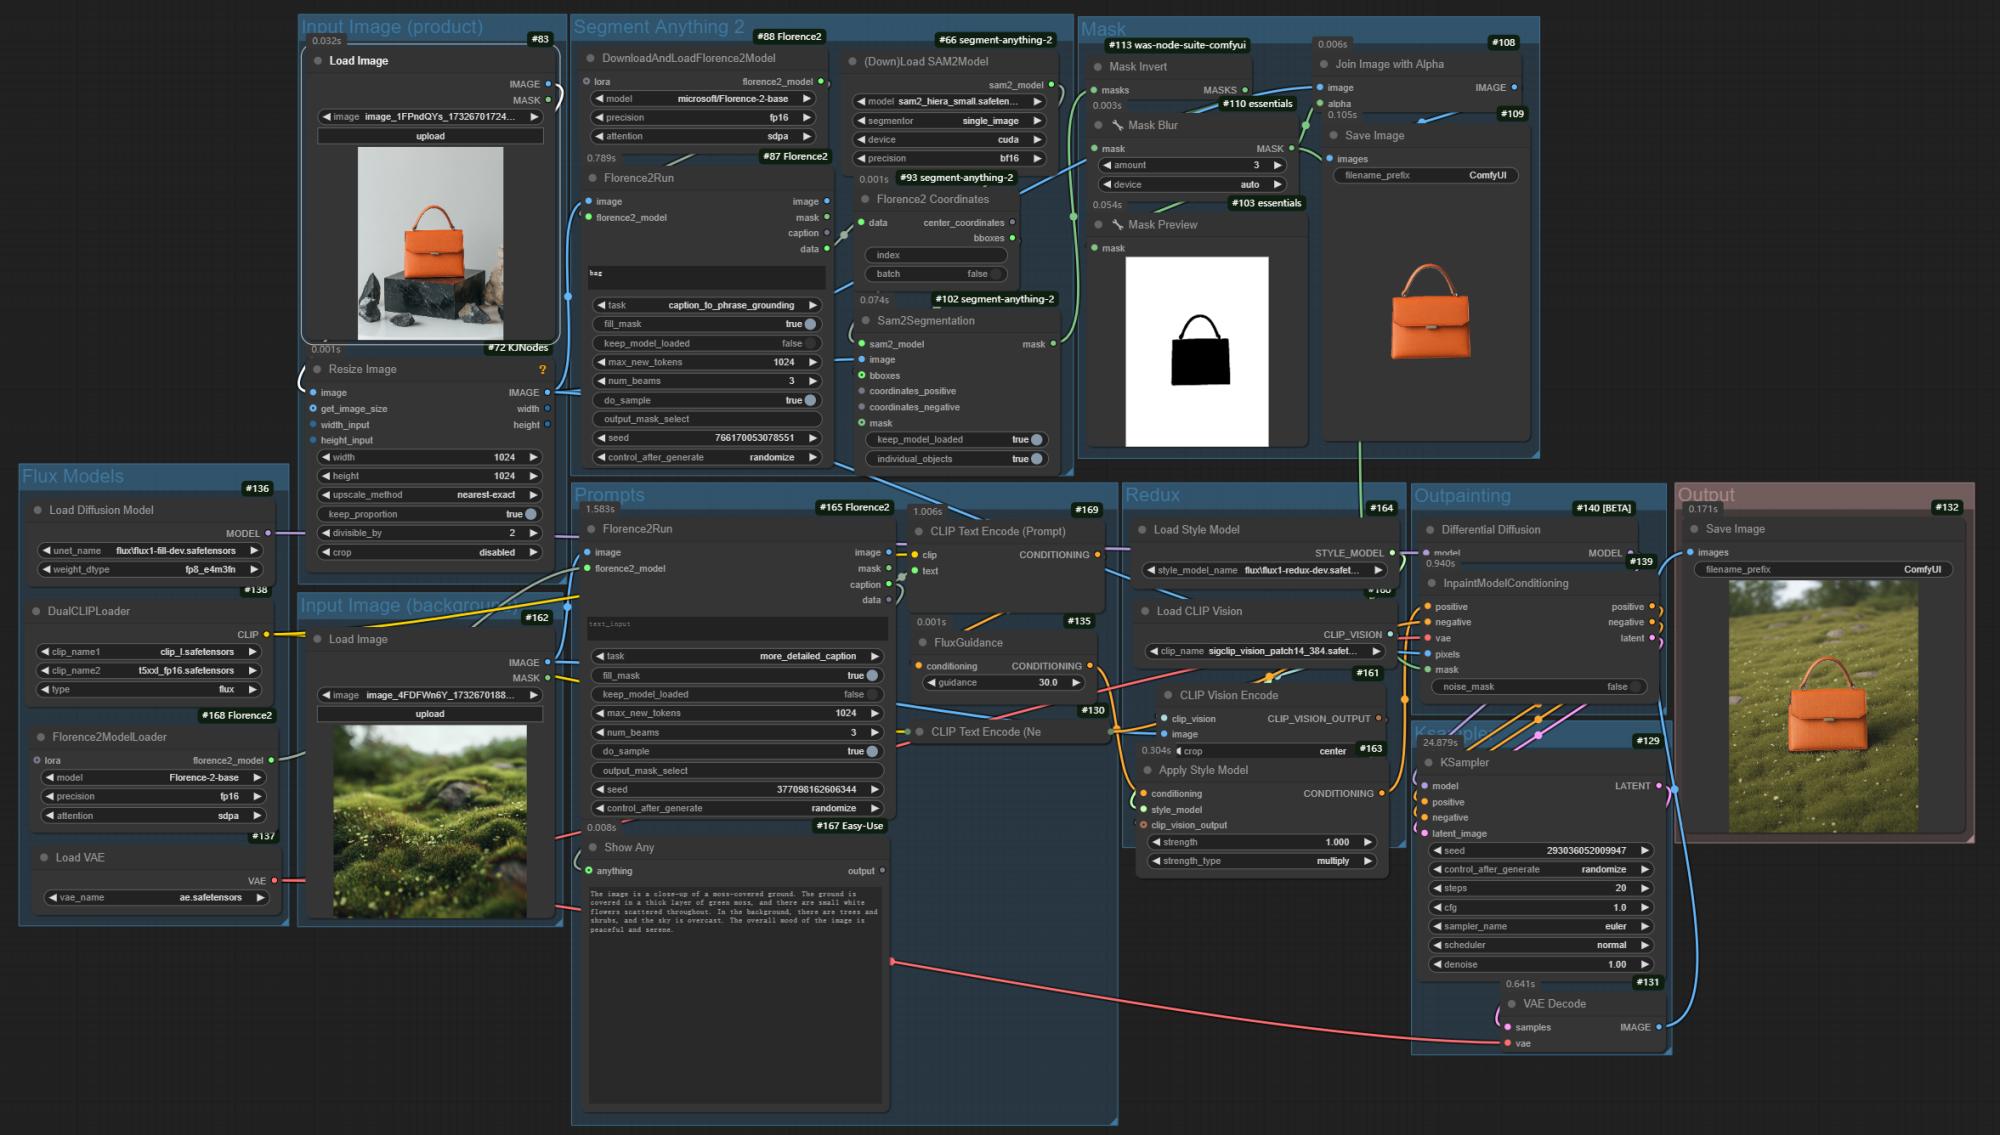 Input Image (product)
0.032s
#83
Load Image
IMAGE
MASK
image image_1FPndQYs_17326701724...
upload
0.001s
#72 KJNodes
Resize Image
?
image
IMAGE
get_image_size
width
width_input
height
height_input
width 1024
height 1024
upscale_method nearest-exact
keep_proportion true
divisible_by 2
crop disabled
Segment Anything 2
#88 Florence2
DownloadAndLoadFlorence2Model
lora
florence2_model
model microsoft/Florence-2-base
precision fp16
attention sdpa
0.789s
#87 Florence2
Florence2Run
image
image
florence2_model
mask
caption
data
bag
task caption_to_phrase_grounding
fill_mask true
keep_model_loaded false
max_new_tokens 1024
num_beams 3
do_sample true
output_mask_select
seed 766170053078551
control_after_generate randomize
#66 segment-anything-2
(Down)Load SAM2Model
sam2_model
model sam2_hiera_small.safeten...
segmentor single_image
device cuda
precision bf16
0.001s
#93 segment-anything-2
Florence2 Coordinates
data
center_coordinates
bboxes
index
batch false
0.074s
#102 segment-anything-2
Sam2Segmentation
sam2_model
mask
image
bboxes
coordinates_positive
coordinates_negative
mask
keep_model_loaded true
individual_objects true
Mask
#113 was-node-suite-comfyui
Mask Invert
masks
MASKS
0.003s
#110 essentials
Mask Blur
mask
MASK
amount 3
device auto
0.054s
#103 essentials
Mask Preview
mask
0.006s
#108
Join Image with Alpha
image
IMAGE
alpha
0.105s
#109
Save Image
images
filename_prefix ComfyUI
Flux Models
#136
Load Diffusion Model
MODEL
unet_name flux\flux1-fill-dev.safetensors
weight_dtype fp8_e4m3fn
#138
DualCLIPLoader
CLIP
clip_name1 clip_l.safetensors
clip_name2 t5xxl_fp16.safetensors
type flux
#168 Florence2
Florence2ModelLoader
lora
florence2_model
model Florence-2-base
precision fp16
attention sdpa
#137
Load VAE
VAE
vae_name ae.safetensors
Input Image (background)
#162
Load Image
IMAGE
MASK
image image_4FDFWn6Y_1732670188...
upload
Prompts
1.583s
#165 Florence2
Florence2Run
image
image
florence2_model
mask
caption
data
text_input
task more_detailed_caption
fill_mask true
keep_model_loaded false
max_new_tokens 1024
num_beams 3
do_sample true
output_mask_select
seed 377098162606344
control_after_generate randomize
0.008s
#167 Easy-Use
Show Any
anything
output
The image is a close-up of a moss-covered ground. The ground is
covered in a thick layer of green moss, and there are small white
flowers scattered throughout. In the background, there are trees and
shrubs, and the sky is overcast. The overall mood of the image is
peaceful and serene.
1.006s
#169
CLIP Text Encode (Prompt)
clip
CONDITIONING
text
0.001s
#135
FluxGuidance
conditioning
CONDITIONING
guidance 30.0
#130
CLIP Text Encode (Ne
Redux
#164
Load Style Model
STYLE_MODEL
style_model_name flux\flux1-redux-dev.safet...
Load CLIP Vision
CLIP_VISION
clip_name sigclip_vision_patch14_384.safet...
#161
CLIP Vision Encode
clip_vision
CLIP_VISION_OUTPUT
image
crop center
0.304s
#163
Apply Style Model
conditioning
CONDITIONING
style_model
clip_vision_output
strength 1.000
strength_type multiply
Outpainting
#140 [BETA]
Differential Diffusion
model
MODEL
0.940s
#139
InpaintModelConditioning
positive
positive
negative
negative
vae
latent
pixels
mask
noise_mask false
24.879s
#129
KSampler
model
LATENT
positive
negative
latent_image
seed 293036052009947
control_after_generate randomize
steps 20
cfg 1.0
sampler_name euler
scheduler normal
denoise 1.00
0.641s
#131
VAE Decode
samples
IMAGE
vae
Output
0.171s
#132
Save Image
images
filename_prefix ComfyUI